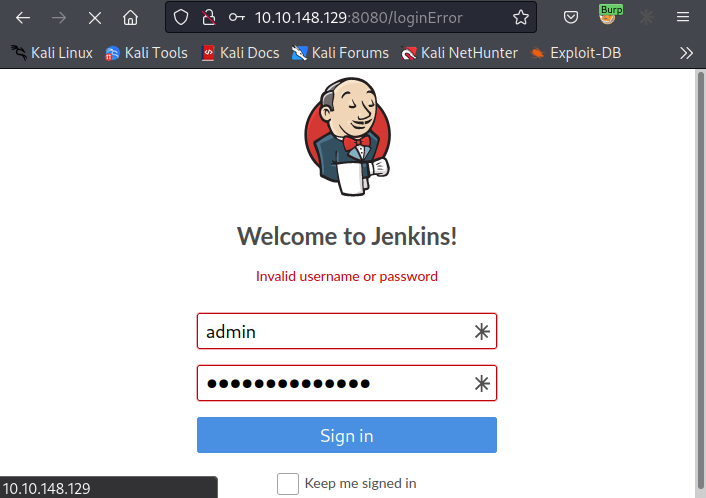 10.10.148.129:8080/loginError
Burp
Kali Linux Kali Tools Kali Docs Kali Forums Kali NetHunter Exploit-DB
Welcome to Jenkins!
Invalid username or password
admin
Sign in
Keep me signed in
10.10.148.129